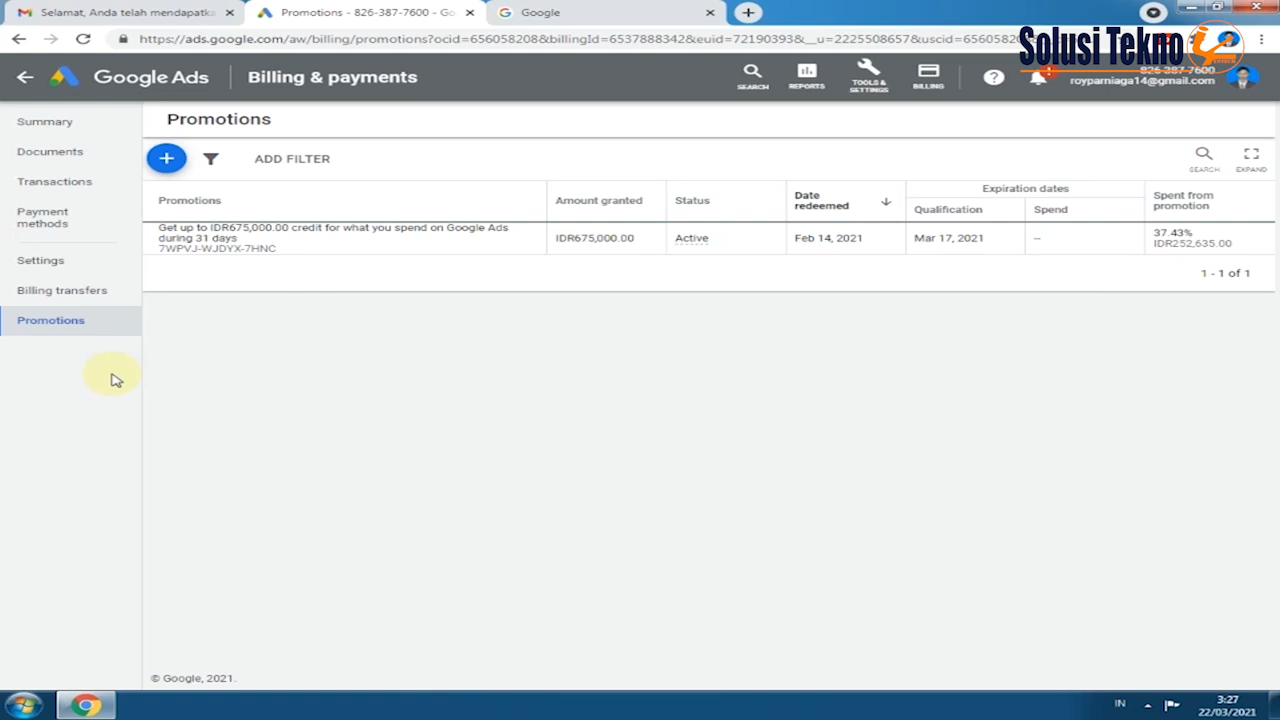 Selamat, Anda telah mendapatka
Promotions - 826-387-7600 - Go
Google
https://ads.google.com/aw/billing/promotions?ocid=656058208&billingId=6537888342&euid=721903938&__u=2225508657&uscid=65605820
Solusi Tekno
Google Ads
Billing & payments
SEARCH
REPORTS
TOOLS &
SETTINGS
BILLING
826-387-7600
royparniaga14@gmail.com
Summary
Documents
Transactions
Payment
methods
Settings
Billing transfers
Promotions
Promotions
ADD FILTER
SEARCH
EXPAND
Promotions
Amount granted
Status
Date
redeemed
Expiration dates
Qualification
Spend
Spent from
promotion
Get up to IDR675,000.00 credit for what you spend on Google Ads
during 31 days
7WPVJ-WJDYX-7HNC
IDR675,000.00
Active
Feb 14, 2021
Mar 17, 2021
–
37.43%
IDR252,635.00
1 - 1 of 1
© Google, 2021.
IN
3:27
22/03/2021